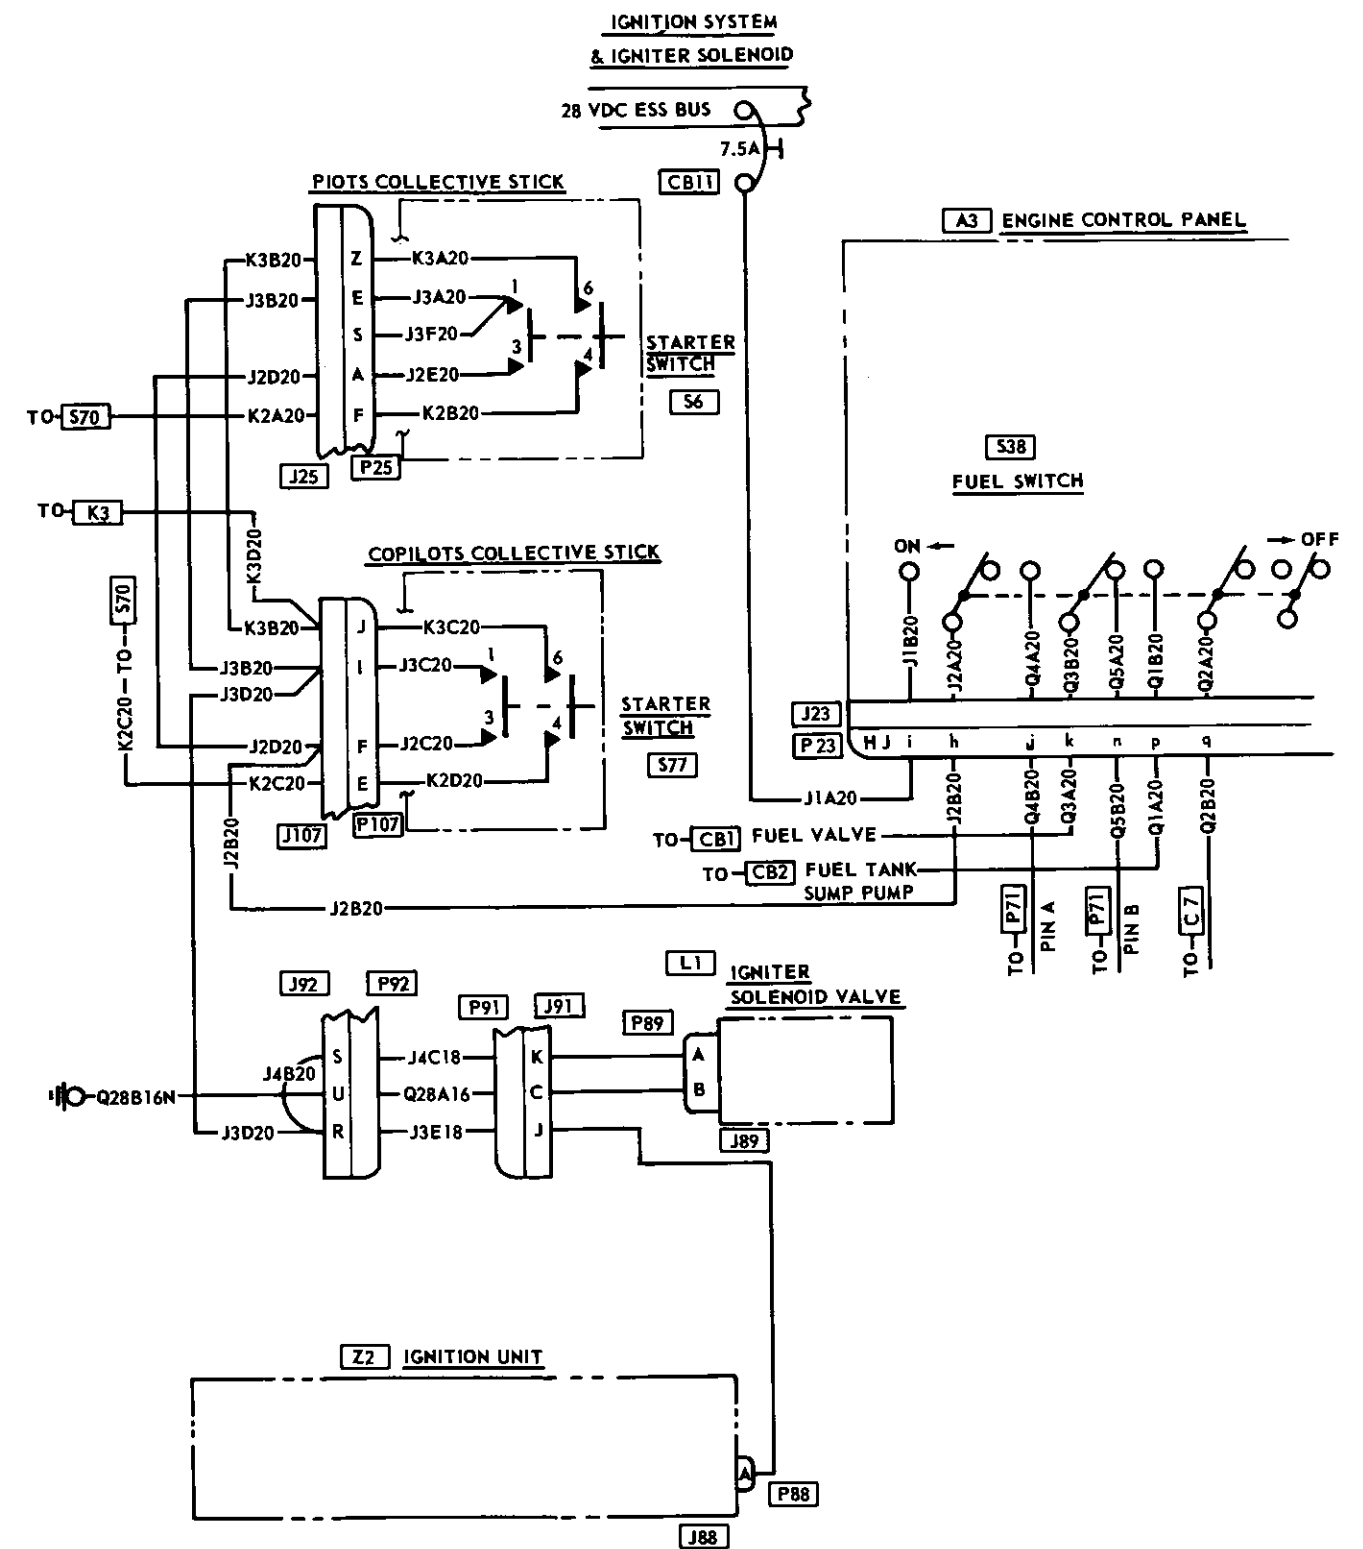 IGNITION SYSTEM
& IGNITER SOLENOID
28 VDC ESS BUS
7.5A
CB11
PIOTS COLLECTIVE STICK
A3 ENGINE CONTROL PANEL
K3B20 Z K3A20
J3B20 E J3A20 1 6
S J3F20
STARTER
SWITCH
J2D20 A J2E20 3 4
TO S70 K2A20 F K2B20
S6
J25 P25
S38
FUEL SWITCH
TO K3
K3D20
COPILOTS COLLECTIVE STICK
ON OFF
S70
TO
K2C20
K3B20 J K3C20
J3B20 I J3C20 1 6
J3D20
STARTER
SWITCH
J2D20 F J2C20 3 4
K2C20 E K2D20
S77
J107 P107
J2B20
J1B20 J2A20 Q4A20 Q3B20 Q5A20 Q1B20 Q2A20
J23
P23 H J i h j k n p q
J1A20
J2B20 Q4B20 Q3A20 Q5B20 Q1A20 Q2B20
TO CB1 FUEL VALVE
TO CB2 FUEL TANK
SUMP PUMP
J2B20
TO P71 PIN A
TO P71 PIN B
TO C7
L1 IGNITER
SOLENOID VALVE
J92 P92 P91 J91 P89
S J4C18 K A
J4B20
Q28B16N U Q28A16 C B
J3D20 R J3E18 J
J89
Z2 IGNITION UNIT
A
P88
J88